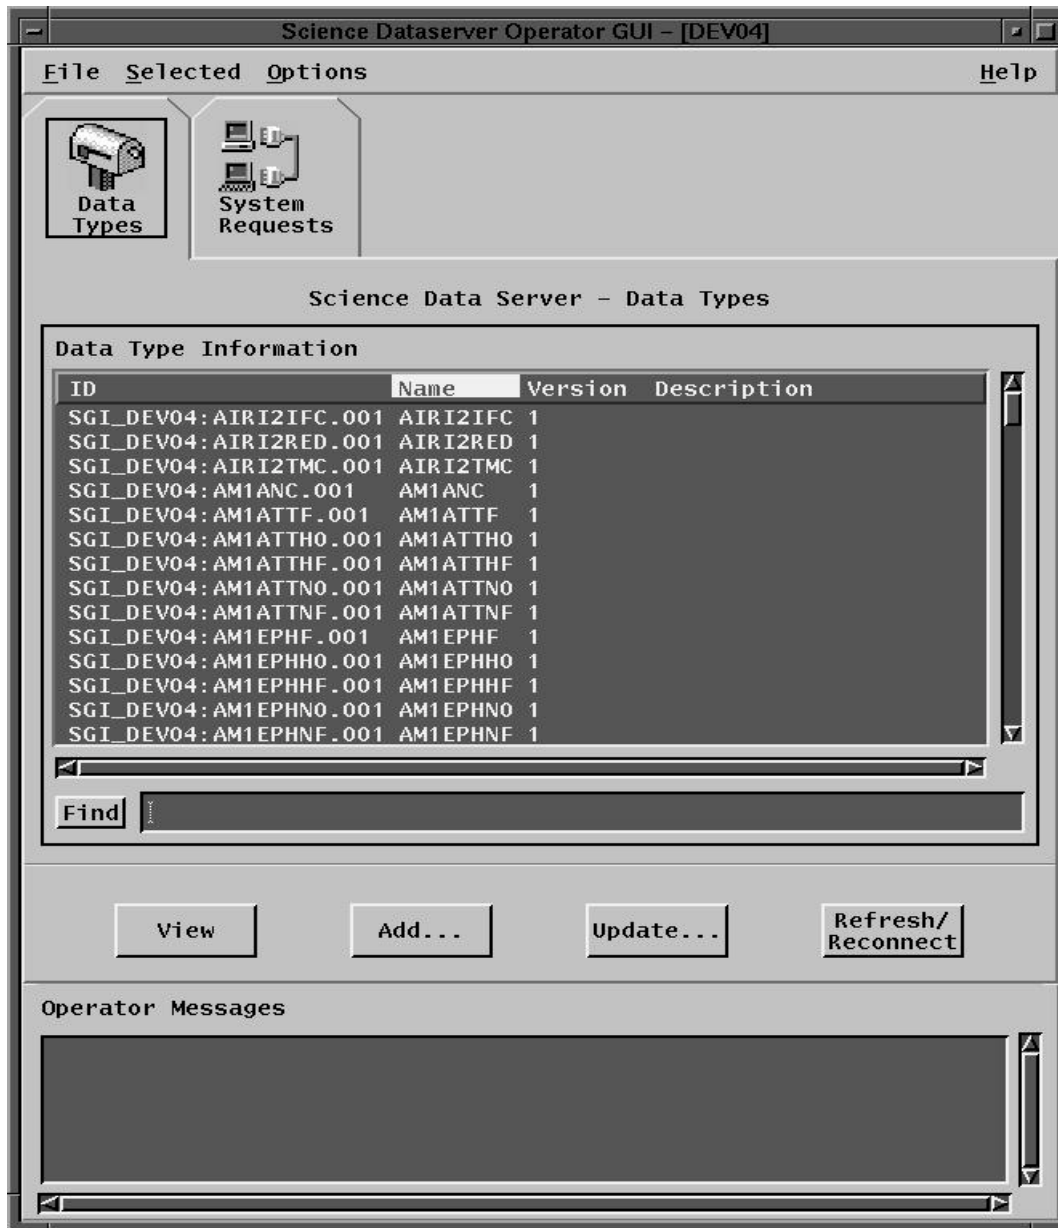 Science Dataserver Operator GUI – [DEV04]
File Selected Options Help
Data Types
System Requests
Science Data Server – Data Types
Data Type Information
ID Name Version Description
SGI_DEV04:AIRI2IFC.001 AIRI2IFC 1
SGI_DEV04:AIRI2RED.001 AIRI2RED 1
SGI_DEV04:AIRI2TMC.001 AIRI2TMC 1
SGI_DEV04:AM1ANC.001 AM1ANC 1
SGI_DEV04:AM1ATTF.001 AM1ATTF 1
SGI_DEV04:AM1ATTH0.001 AM1ATTH0 1
SGI_DEV04:AM1ATTHF.001 AM1ATTHF 1
SGI_DEV04:AM1ATTN0.001 AM1ATTN0 1
SGI_DEV04:AM1ATTNF.001 AM1ATTNF 1
SGI_DEV04:AM1EPHF.001 AM1EPHF 1
SGI_DEV04:AM1EPHH0.001 AM1EPHH0 1
SGI_DEV04:AM1EPHHF.001 AM1EPHHF 1
SGI_DEV04:AM1EPHN0.001 AM1EPHN0 1
SGI_DEV04:AM1EPHNF.001 AM1EPHNF 1
Find
View Add... Update... Refresh/
Reconnect
Operator Messages